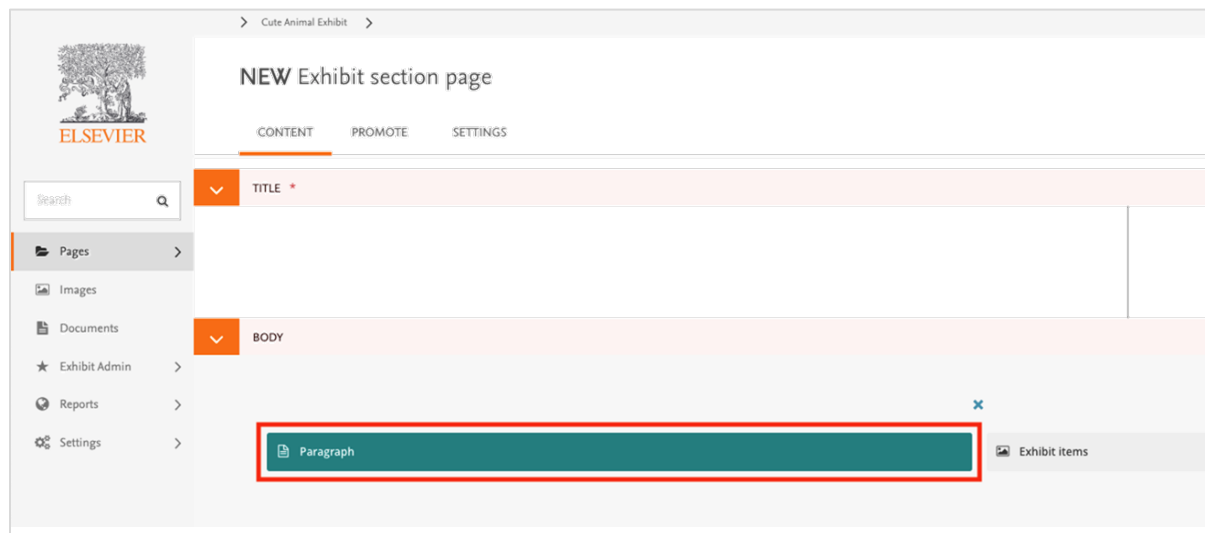 Cute Animal Exhibit
NEW Exhibit section page
ELSEVIER
CONTENT PROMOTE SETTINGS
Search
TITLE *
Pages
Images
Documents
Exhibit Admin
Reports
Settings
BODY
Paragraph
Exhibit items